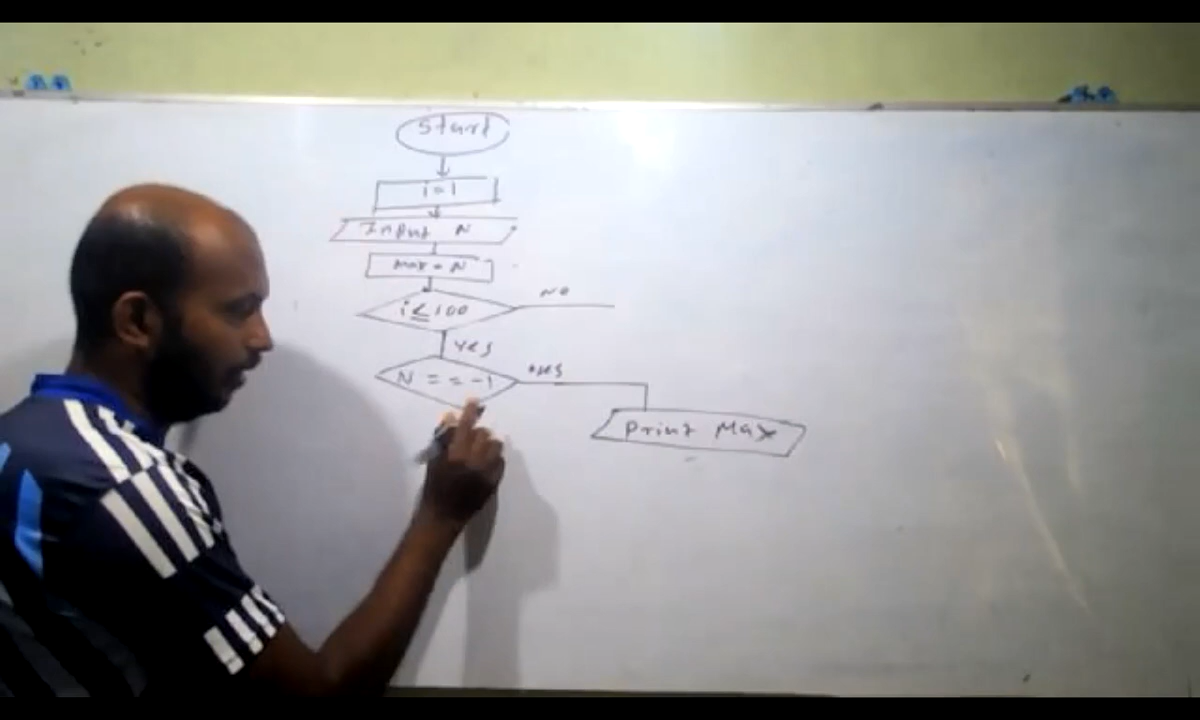 Start
i=1
Input N
Max = N
i ≤ 100
NO
Yes
N = = -1
yes
Print Max